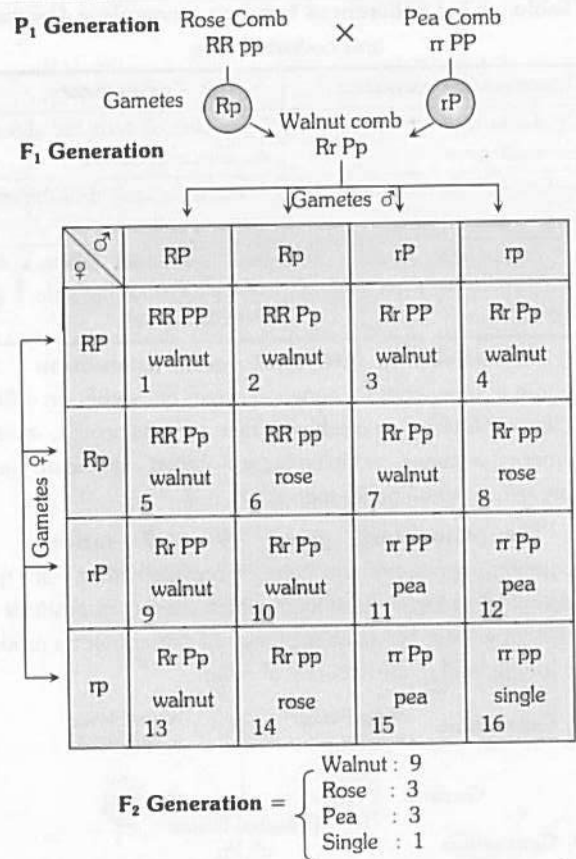 P1 Generation Rose Comb × Pea Comb
RR pp rr PP
Gametes Rp rP
Walnut comb
F1 Generation Rr Pp
Gametes ♂
♂ ♀ RP Rp rP rp
Gametes ♀
RP RR PP RR Pp Rr PP Rr Pp
walnut walnut walnut walnut
1 2 3 4
Rp RR Pp RR pp Rr Pp Rr pp
walnut rose walnut rose
5 6 7 8
rP Rr PP Rr Pp rr PP rr Pp
walnut walnut pea pea
9 10 11 12
rp Rr Pp Rr pp rr Pp rr pp
walnut rose pea single
13 14 15 16
F2 Generation =
Walnut : 9
Rose : 3
Pea : 3
Single : 1